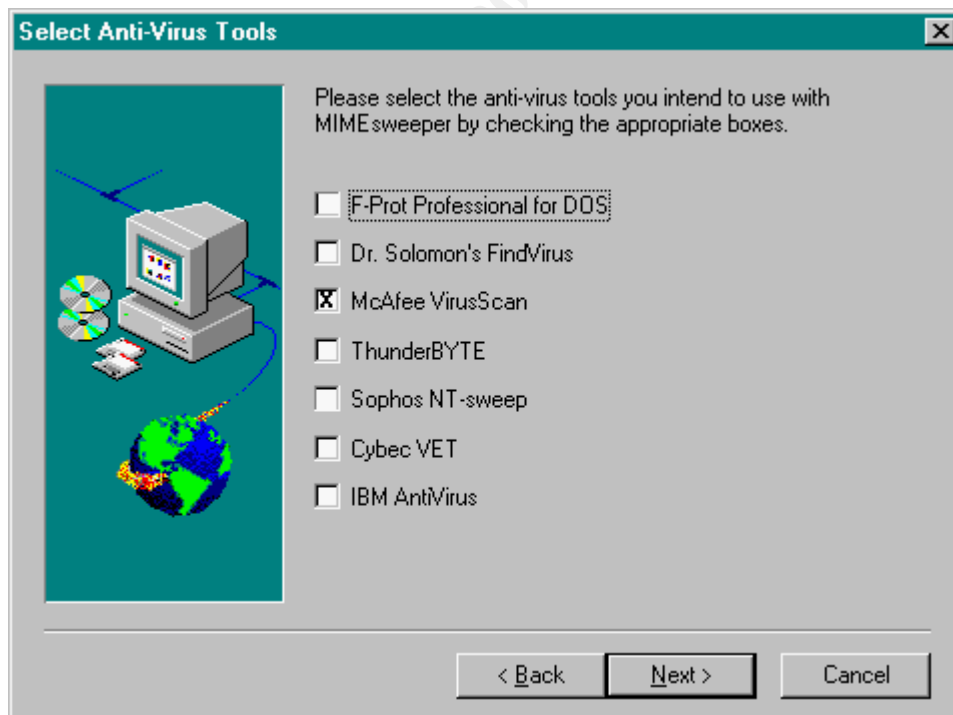 Select Anti-Virus Tools
Please select the anti-virus tools you intend to use with
MIMEsweeper by checking the appropriate boxes.
F-Prot Professional for DOS
Dr. Solomon's FindVirus
McAfee VirusScan
ThunderBYTE
Sophos NT-sweep
Cybec VET
IBM AntiVirus
< Back
Next >
Cancel